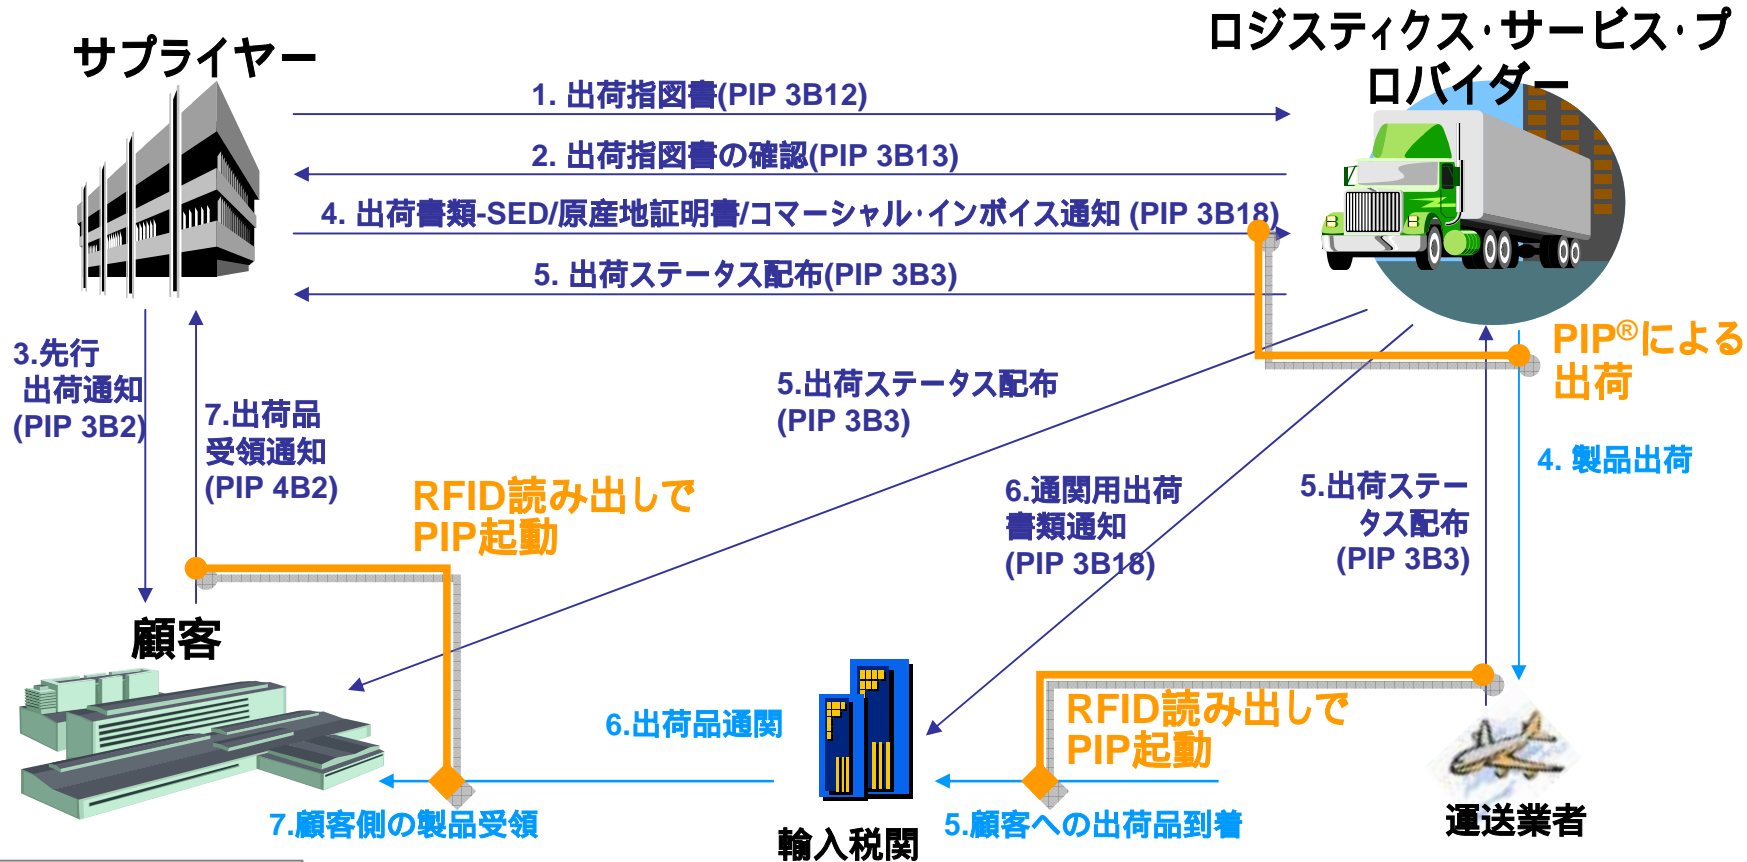 サプライヤー
ロジスティクス・サービス・プ
ロバイダー
1. 出荷指図書(PIP 3B12)
2. 出荷指図書の確認(PIP 3B13)
4. 出荷書類-SED/原産地証明書/コマーシャル・インボイス通知 (PIP 3B18)
5. 出荷ステータス配布(PIP 3B3)
3.先行
出荷通知
(PIP 3B2)
7.出荷品
受領通知
(PIP 4B2)
RFID読み出しで
PIP起動
5.出荷ステータス配布
(PIP 3B3)
6.通関用出荷
書類通知
(PIP 3B18)
5.出荷ステー
タス配布
(PIP 3B3)
PIP®による
出荷
4. 製品出荷
顧客
6.出荷品通関
RFID読み出しで
PIP起動
7.顧客側の製品受領
輸入税関
5.顧客への出荷品到着
運送業者